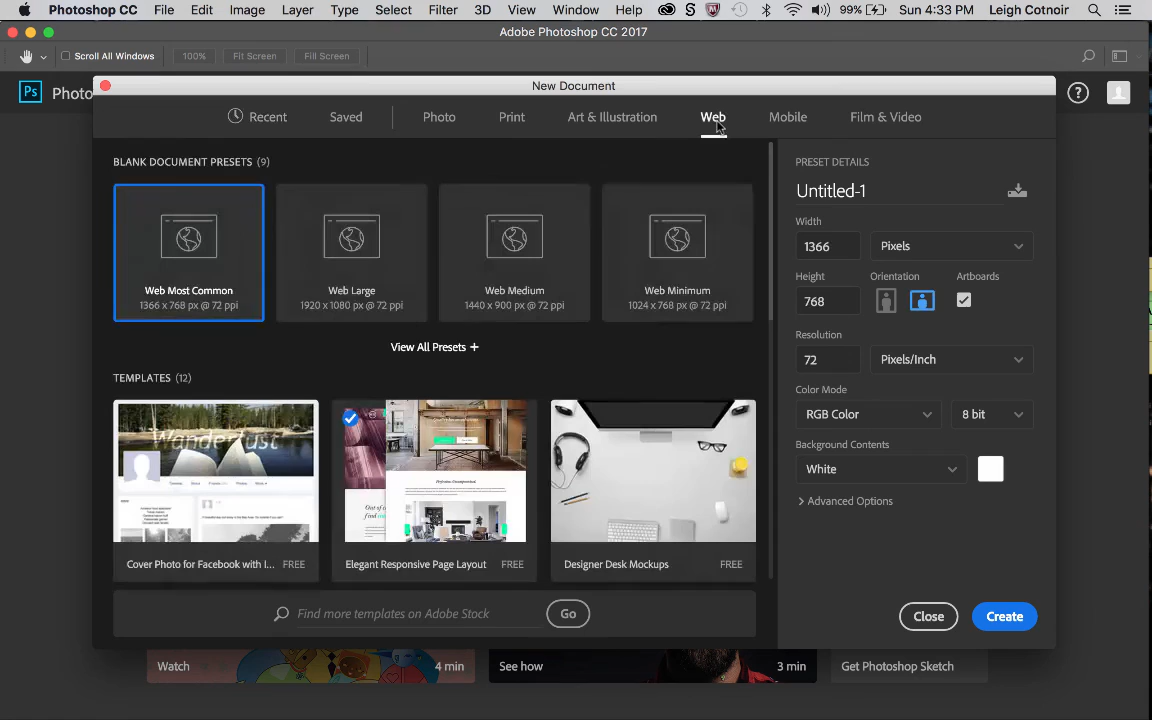 Photoshop CC File Edit Image Layer Type Select Filter 3D View Window Help 99% Sun 4:33 PM Leigh Cotnoir
Adobe Photoshop CC 2017
Scroll All Windows 100% Fit Screen Fill Screen
Ps Photo
New Document
Recent Saved Photo Print Art & Illustration Web Mobile Film & Video
BLANK DOCUMENT PRESETS (9)
Web Most Common
1366 x 768 px @ 72 ppi
Web Large
1920 x 1080 px @ 72 ppi
Web Medium
1440 x 900 px @ 72 ppi
Web Minimum
1024 x 768 px @ 72 ppi
View All Presets +
TEMPLATES (12)
Wanderlust
Cover Photo for Facebook with I... FREE
Elegant Responsive Page Layout FREE
Designer Desk Mockups FREE
Find more templates on Adobe Stock Go
PRESET DETAILS
Untitled-1
Width
1366 Pixels
Height Orientation Artboards
768
Resolution
72 Pixels/Inch
Color Mode
RGB Color 8 bit
Background Contents
White
Advanced Options
Close Create
Watch 4 min See how 3 min Get Photoshop Sketch